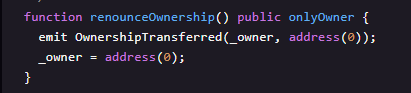 function renounceOwnership() public onlyOwner {
  emit OwnershipTransferred(_owner, address(0));
  _owner = address(0);
}